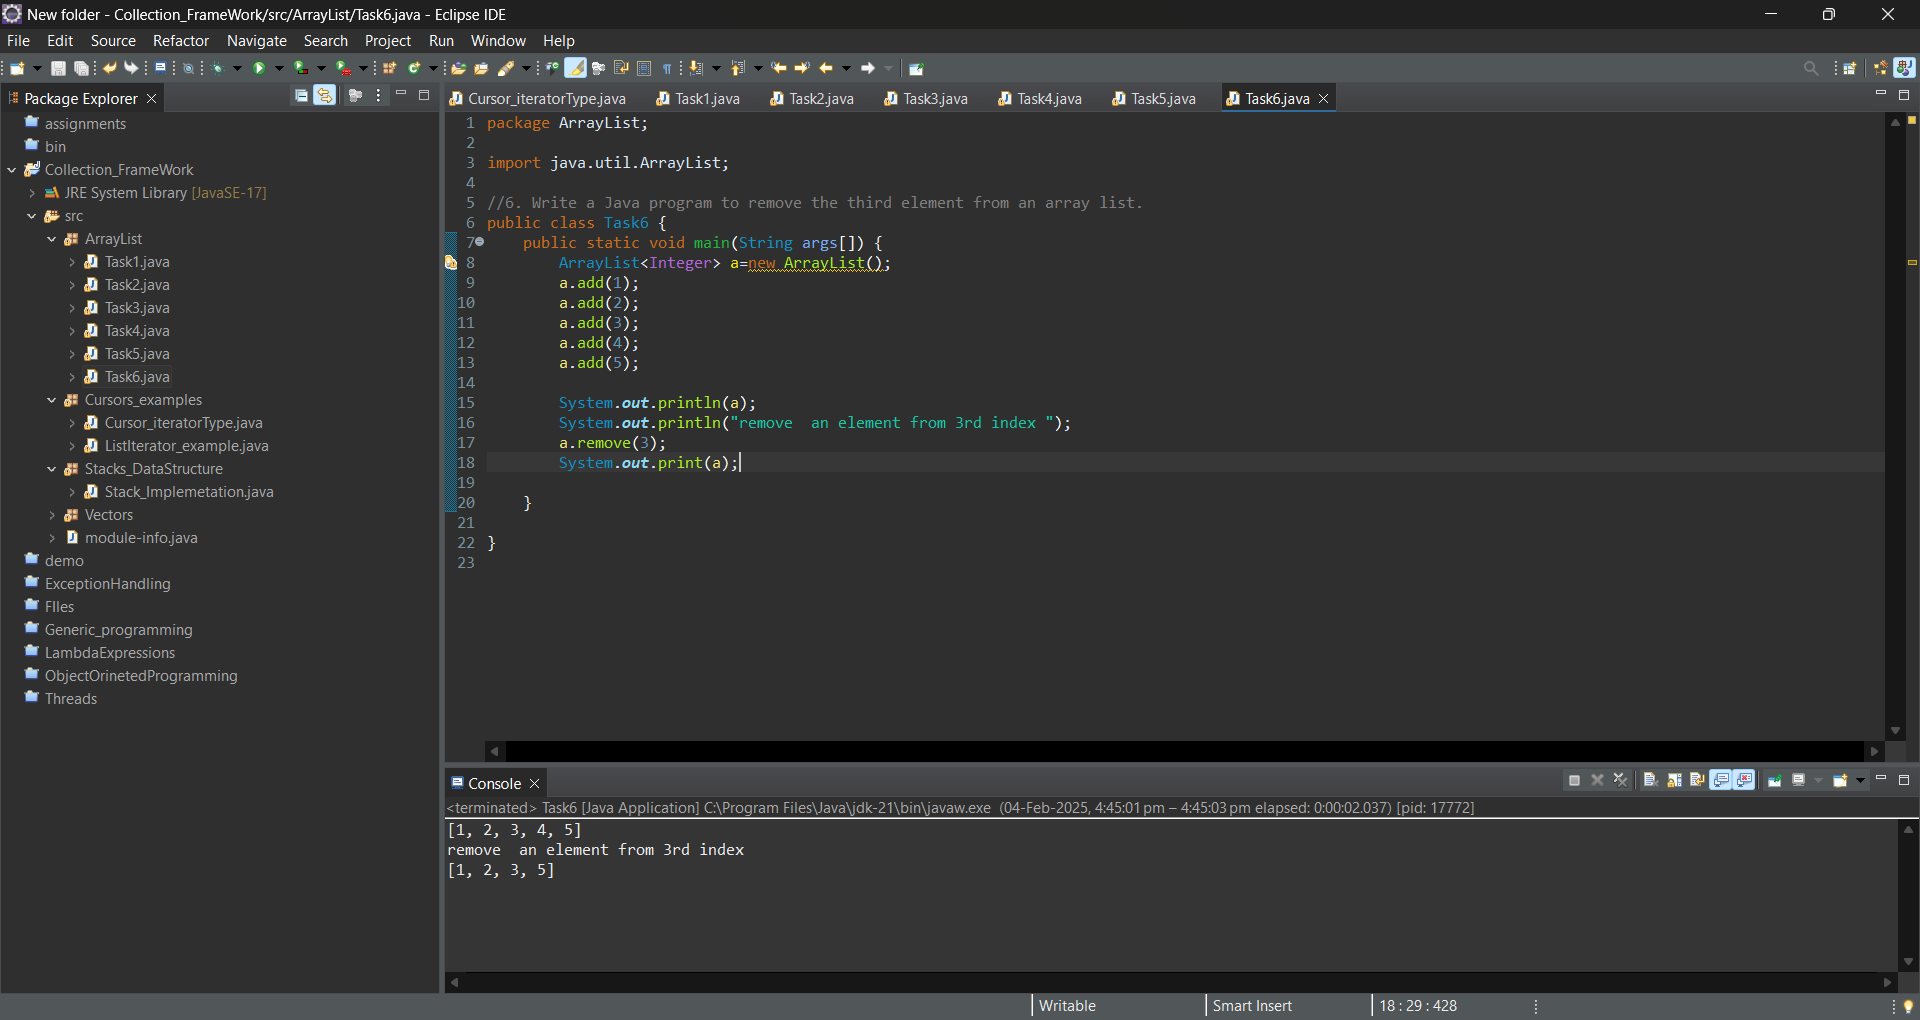 New folder - Collection_FrameWork/src/ArrayList/Task6.java - Eclipse IDE
File Edit Source Refactor Navigate Search Project Run Window Help
Package Explorer
assignments
bin
Collection_FrameWork
JRE System Library [JavaSE-17]
src
ArrayList
Task1.java
Task2.java
Task3.java
Task4.java
Task5.java
Task6.java
Cursors_examples
Cursor_iteratorType.java
ListIterator_example.java
Stacks_DataStructure
Stack_Implemetation.java
Vectors
module-info.java
demo
ExceptionHandling
FIles
Generic_programming
LambdaExpressions
ObjectOrinetedProgramming
Threads
Cursor_iteratorType.java Task1.java Task2.java Task3.java Task4.java Task5.java Task6.java
1 package ArrayList;
2
3 import java.util.ArrayList;
4
5 //6. Write a Java program to remove the third element from an array list.
6 public class Task6 {
7 public static void main(String args[]) {
8 ArrayList<Integer> a=new ArrayList();
9 a.add(1);
10 a.add(2);
11 a.add(3);
12 a.add(4);
13 a.add(5);
14
15 System.out.println(a);
16 System.out.println("remove  an element from 3rd index ");
17 a.remove(3);
18 System.out.print(a);
19
20 }
21
22 }
23
Console
<terminated> Task6 [Java Application] C:\Program Files\Java\jdk-21\bin\javaw.exe (04-Feb-2025, 4:45:01 pm – 4:45:03 pm elapsed: 0:00:02.037) [pid: 17772]
[1, 2, 3, 4, 5]
remove  an element from 3rd index
[1, 2, 3, 5]
Writable Smart Insert 18 : 29 : 428